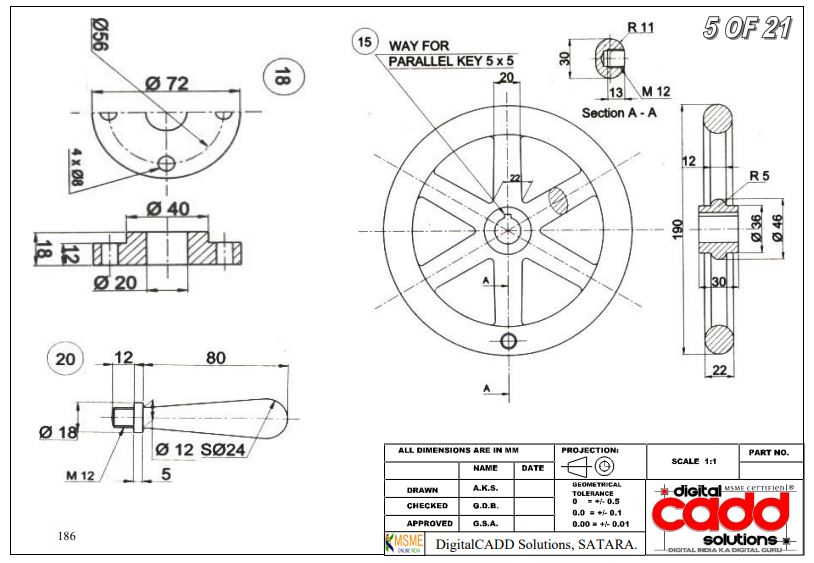 5 OF 21
Ø56
18
Ø 72
4 x Ø8
Ø 40
18
12
Ø 20
20
12
80
Ø 18
M 12
Ø 12
SØ24
5
15
WAY FOR
PARALLEL KEY 5 x 5
20
22
A
A
R 11
30
M 12
13
Section A - A
12
R 5
190
Ø 36
Ø 46
30
22
ALL DIMENSIONS ARE IN MM
NAME
DATE
DRAWN
A.K.S.
CHECKED
G.D.B.
APPROVED
G.S.A.
PROJECTION:
GEOMETRICAL
TOLERANCE
0 = +/- 0.5
0.0 = +/- 0.1
0.00 = +/- 0.01
SCALE 1:1
PART NO.
MSME
ONLINE INDIA
DigitalCADD Solutions, SATARA.
digital
MSME CERTIFIED ®
cadd
solutions
DIGITAL INDIA KA DIGITAL GURU
186